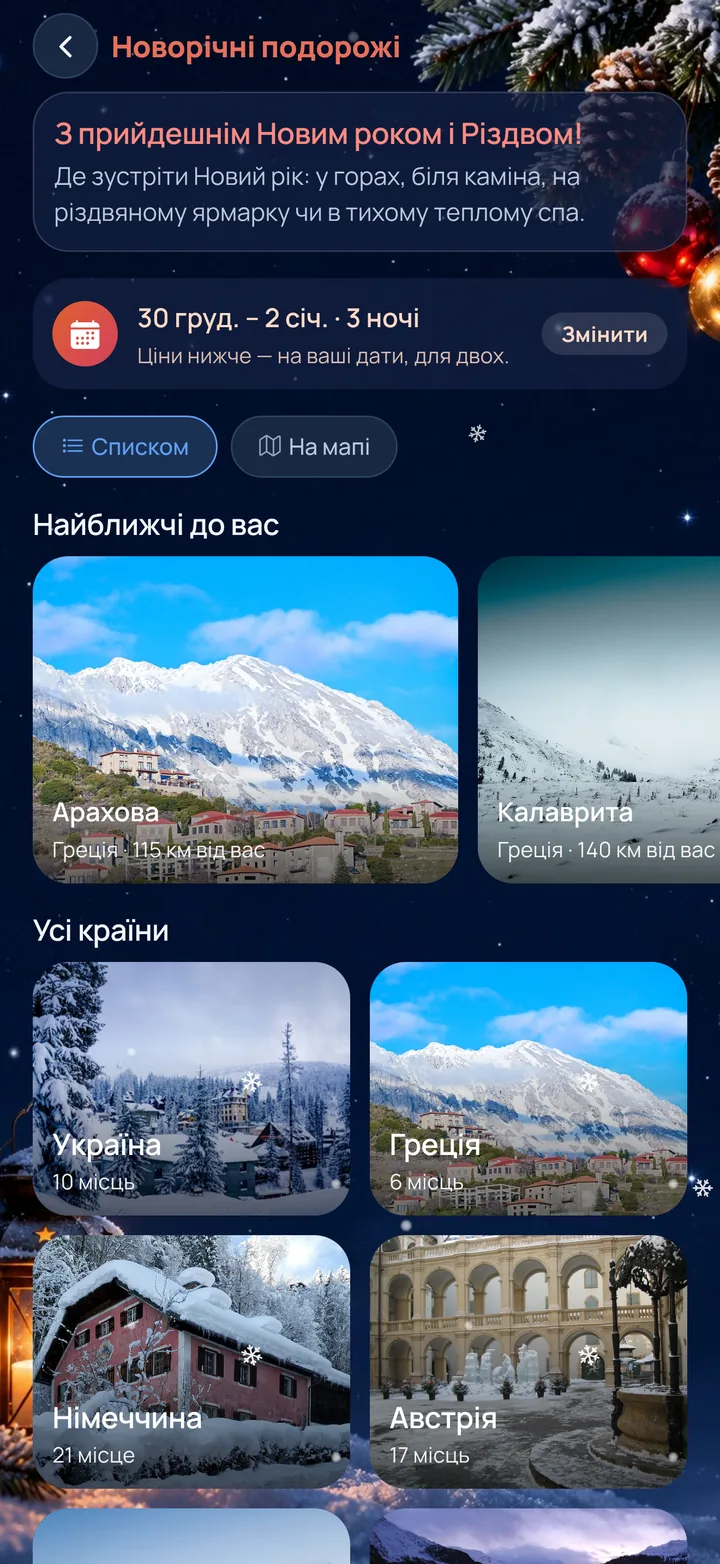 Новорічні подорожі
З прийдешнім Новим роком і Різдвом!
Де зустріти Новий рік: у горах, біля каміна, на
різдвяному ярмарку чи в тихому теплому спа.
30 груд. – 2 січ. · 3 ночі
Ціни нижче — на ваші дати, для двох.
Змінити
Списком
На мапі
Найближчі до вас
Арахова
Греція · 115 км від вас
Калаврита
Греція · 140 км від вас
Усі країни
Україна
10 місць
Греція
6 місць
Німеччина
21 місце
Австрія
17 місць